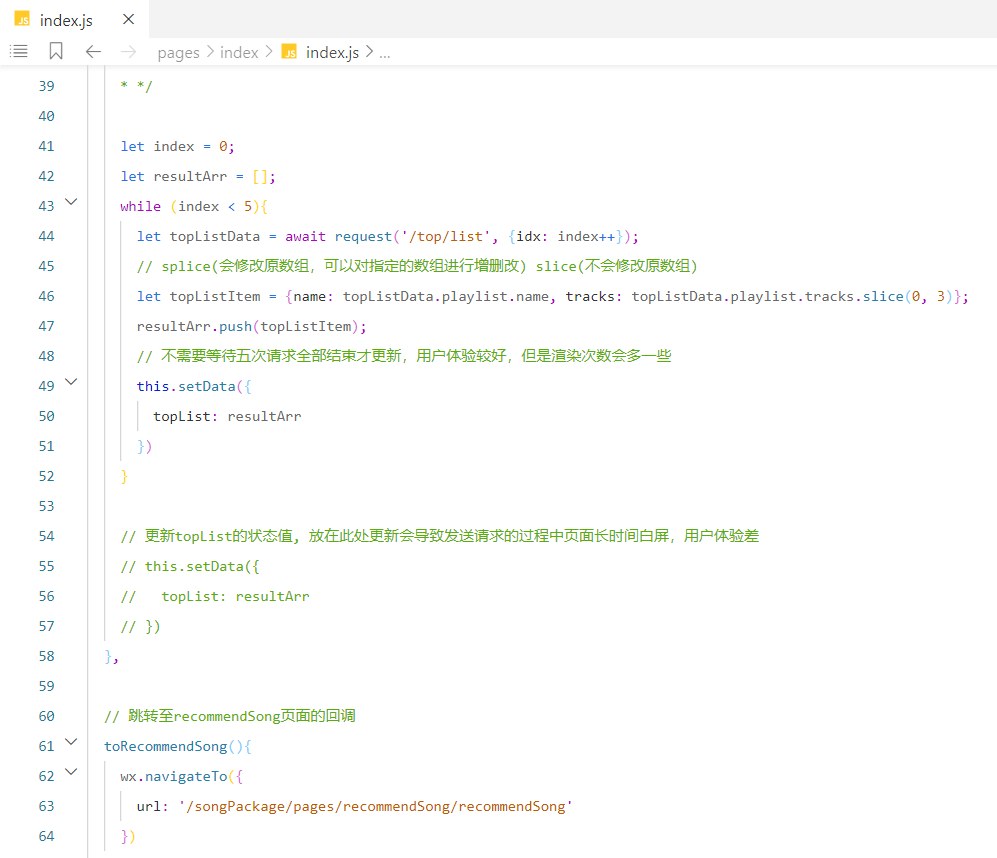 JS index.js ×
pages > index > JS index.js > ...
39 * */
40
41 let index = 0;
42 let resultArr = [];
43 while (index < 5){
44 let topListData = await request('/top/list', {idx: index++});
45 // splice(会修改原数组，可以对指定的数组进行增删改) slice(不会修改原数组)
46 let topListItem = {name: topListData.playlist.name, tracks: topListData.playlist.tracks.slice(0, 3)};
47 resultArr.push(topListItem);
48 // 不需要等待五次请求全部结束才更新，用户体验较好，但是渲染次数会多一些
49 this.setData({
50 topList: resultArr
51 })
52 }
53
54 // 更新topList的状态值, 放在此处更新会导致发送请求的过程中页面长时间白屏，用户体验差
55 // this.setData({
56 //   topList: resultArr
57 // })
58 },
59
60 // 跳转至recommendSong页面的回调
61 toRecommendSong(){
62 wx.navigateTo({
63 url: '/songPackage/pages/recommendSong/recommendSong'
64 })